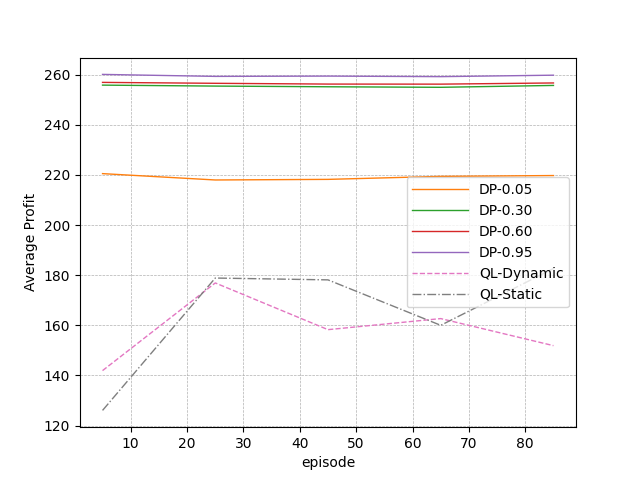 260
240
220
200
180
160
140
120
Average Profit
DP-0.05
DP-0.30
DP-0.60
DP-0.95
QL-Dynamic
QL-Static
10 20 30 40 50 60 70 80
episode